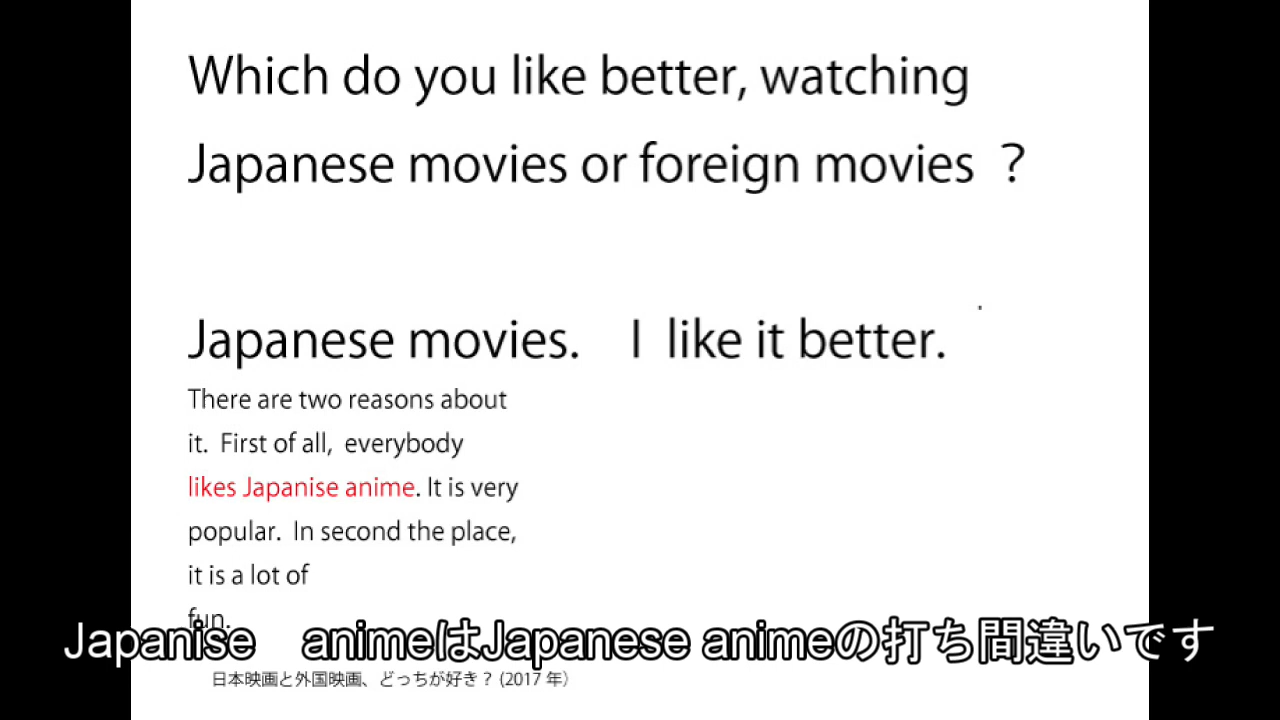 Which do you like better, watching
Japanese movies or foreign movies ?
Japanese movies. I like it better.
There are two reasons about
it. First of all, everybody
likes Japanise anime. It is very
popular. In second the place,
it is a lot of
fun.
Japanise　animeはJapanese animeの打ち間違いです
日本映画と外国映画、どっちが好き？ (2017 年）